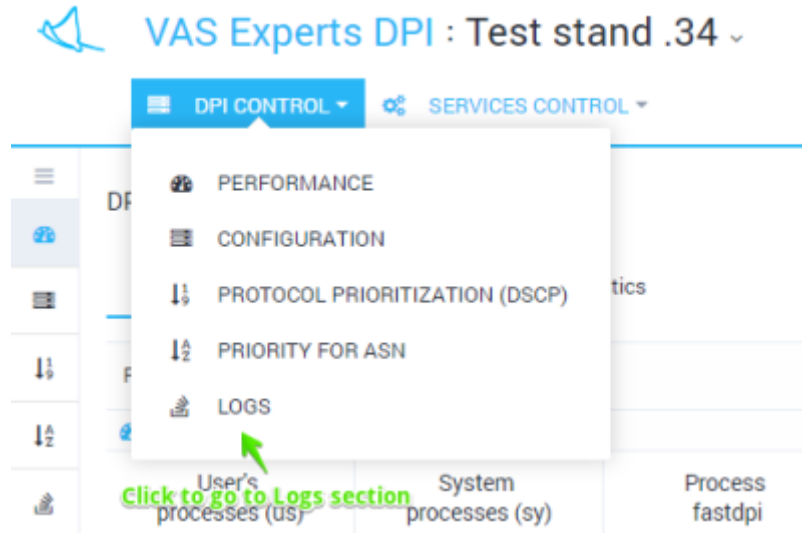 VAS Experts DPI : Test stand .34
DPI CONTROL
SERVICES CONTROL
PERFORMANCE
CONFIGURATION
PROTOCOL PRIORITIZATION (DSCP)
PRIORITY FOR ASN
LOGS
tics
Click to go to Logs section
User's
processes (us)
System
processes (sy)
Process
fastdpi